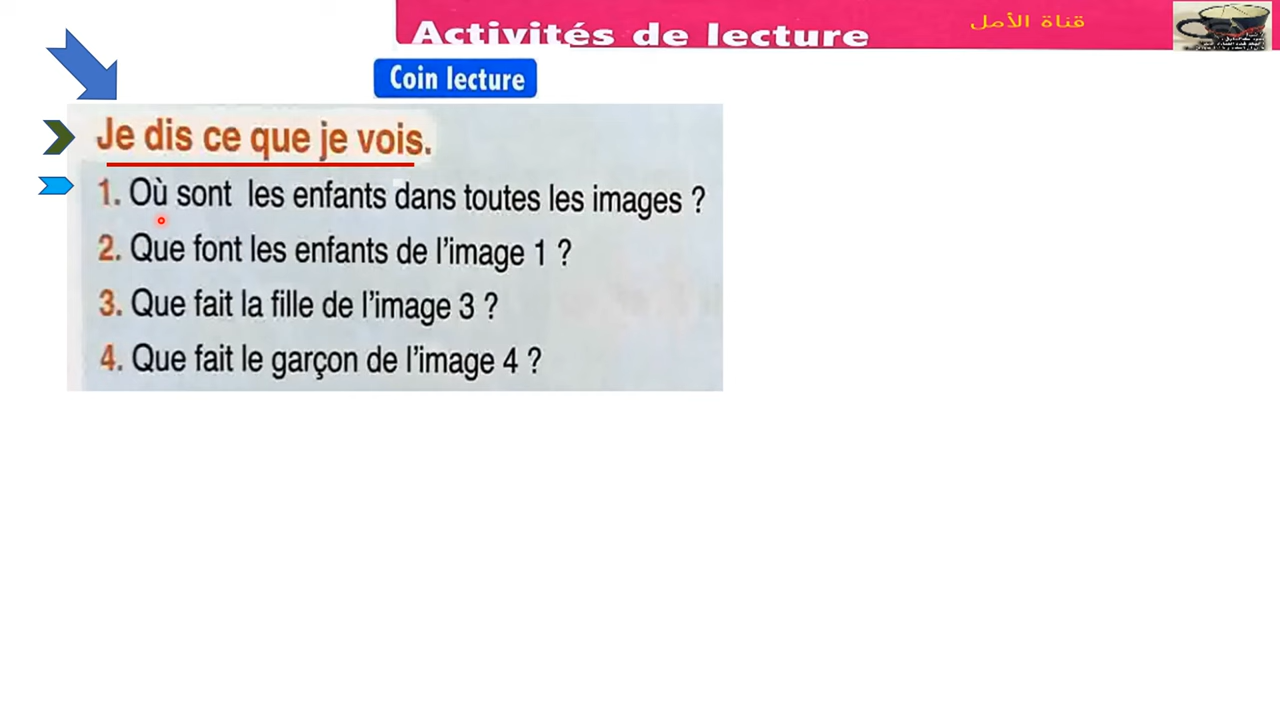 Activités de lecture
قناة الأمل
Coin lecture
Je dis ce que je vois.
1. Où sont les enfants dans toutes les images ?
2. Que font les enfants de l'image 1 ?
3. Que fait la fille de l'image 3 ?
4. Que fait le garçon de l'image 4 ?